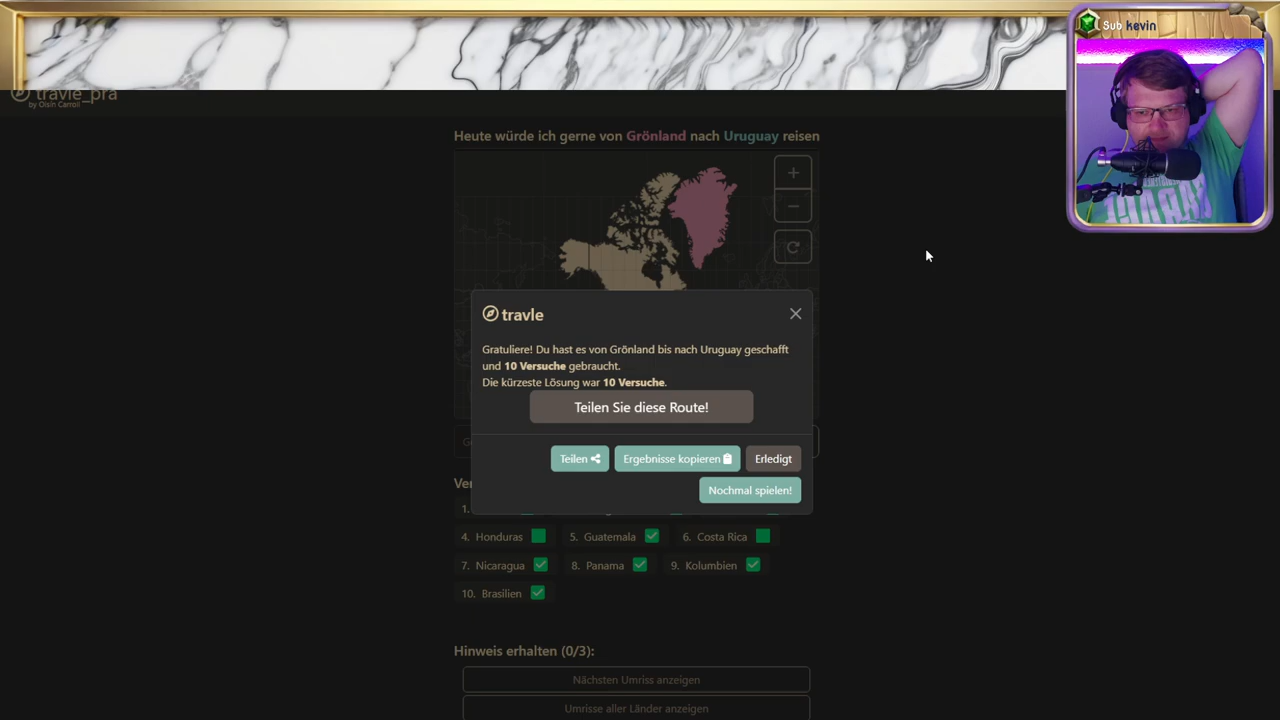 Sub kevin
travle_pra
by Oisín Carroll
Heute würde ich gerne von Grönland nach Uruguay reisen
+
−
travle
Gratuliere! Du hast es von Grönland bis nach Uruguay geschafft
und 10 Versuche gebraucht.
Die kürzeste Lösung war 10 Versuche.
Teilen Sie diese Route!
Teilen
Ergebnisse kopieren
Erledigt
Nochmal spielen!
1.
4. Honduras
5. Guatemala
6. Costa Rica
7. Nicaragua
8. Panama
9. Kolumbien
10. Brasilien
Hinweis erhalten (0/3):
Nächsten Umriss anzeigen
Umrisse aller Länder anzeigen